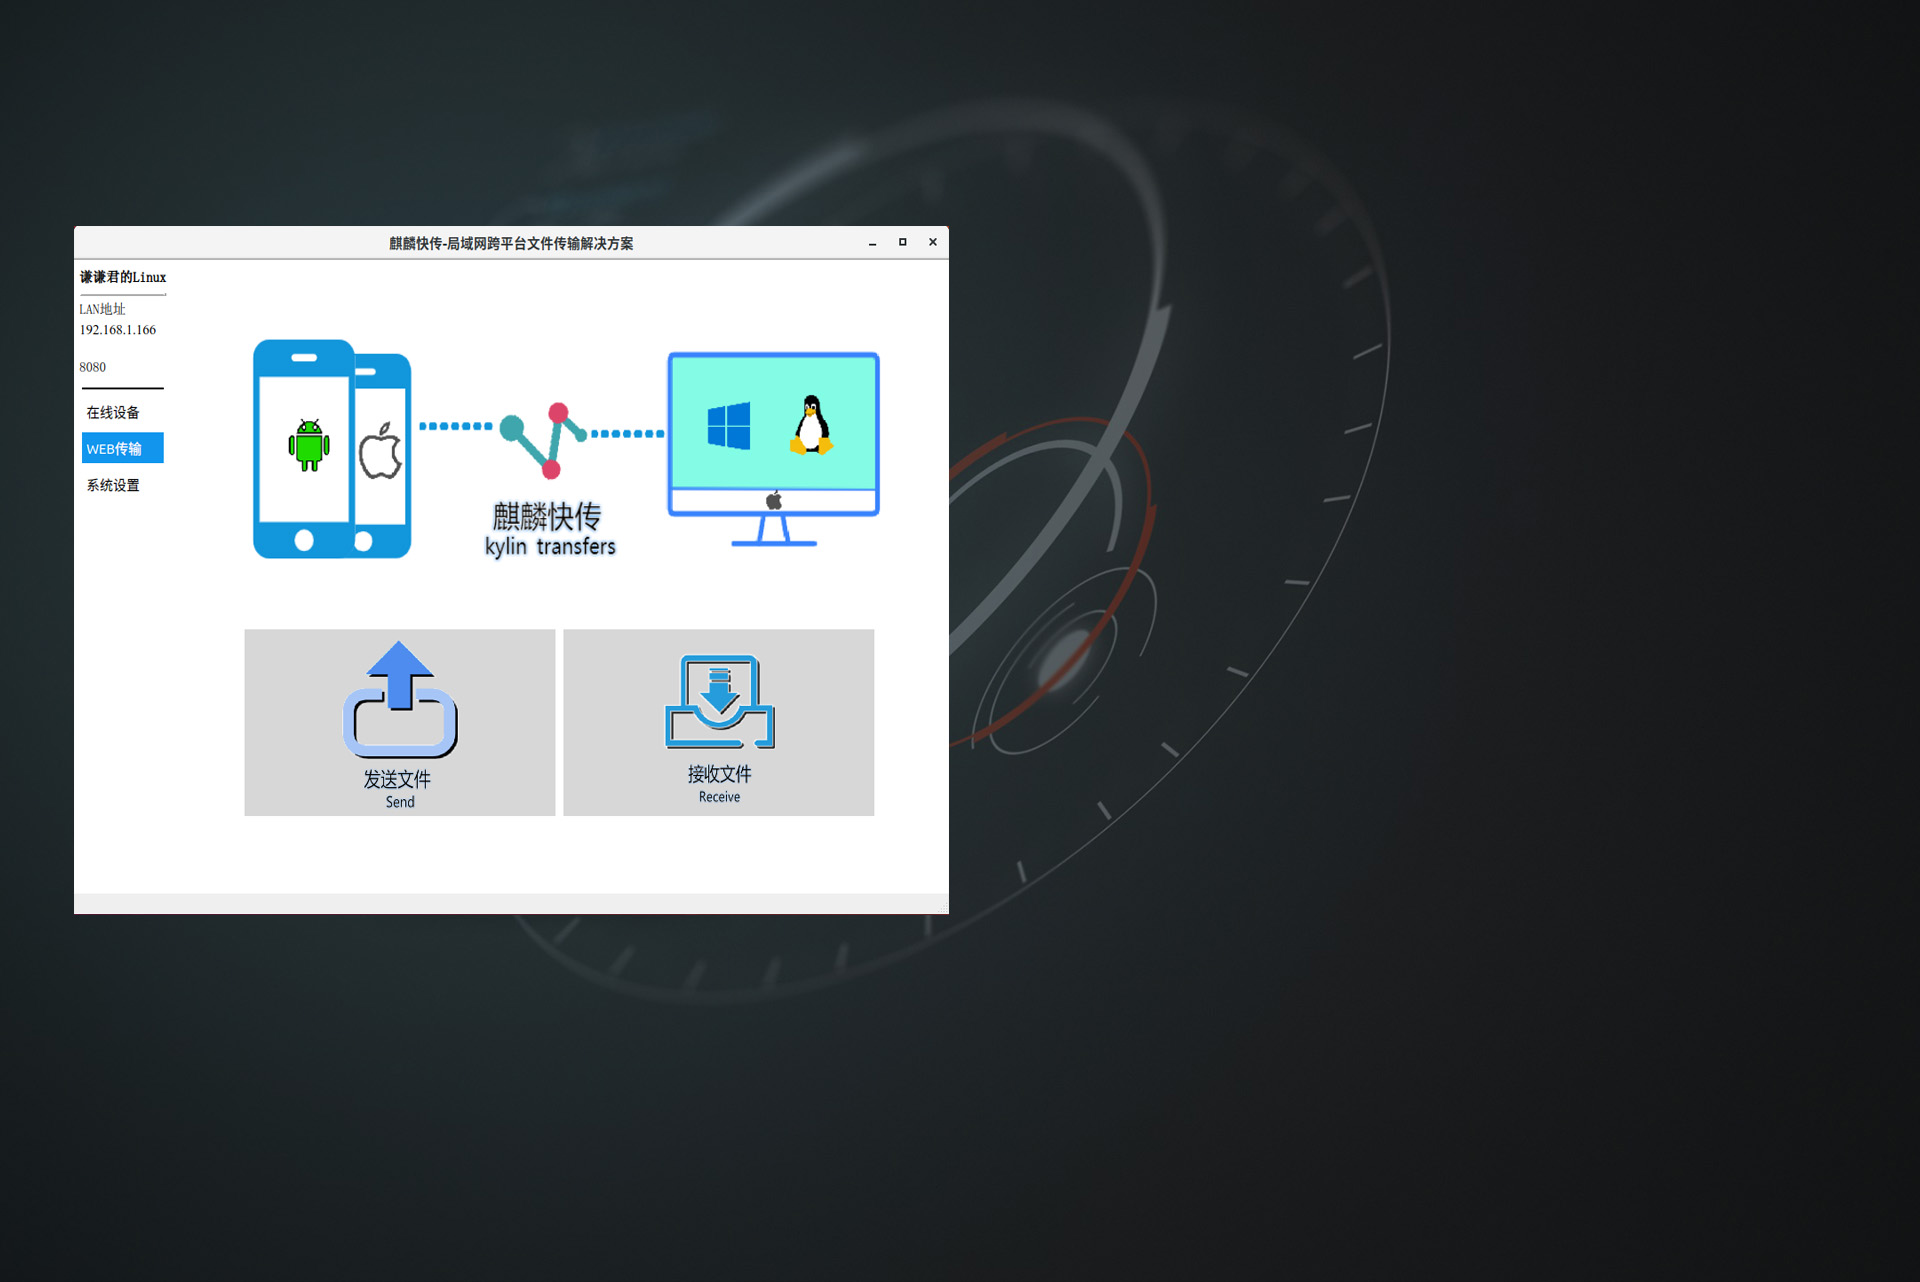 麒麟快传-局域网跨平台文件传输解决方案
谦谦君的Linux
LAN地址
192.168.1.166
8080
在线设备
WEB传输
系统设置
麒麟快传
kylin transfers
发送文件
Send
接收文件
Receive